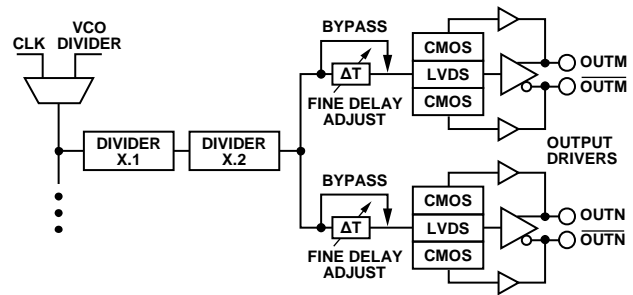 CLK
VCO
DIVIDER
DIVIDER
X.1
DIVIDER
X.2
BYPASS
ΔT
FINE DELAY
ADJUST
CMOS
LVDS
CMOS
OUTM
OUTM
OUTPUT
DRIVERS
BYPASS
ΔT
FINE DELAY
ADJUST
CMOS
LVDS
CMOS
OUTN
OUTN